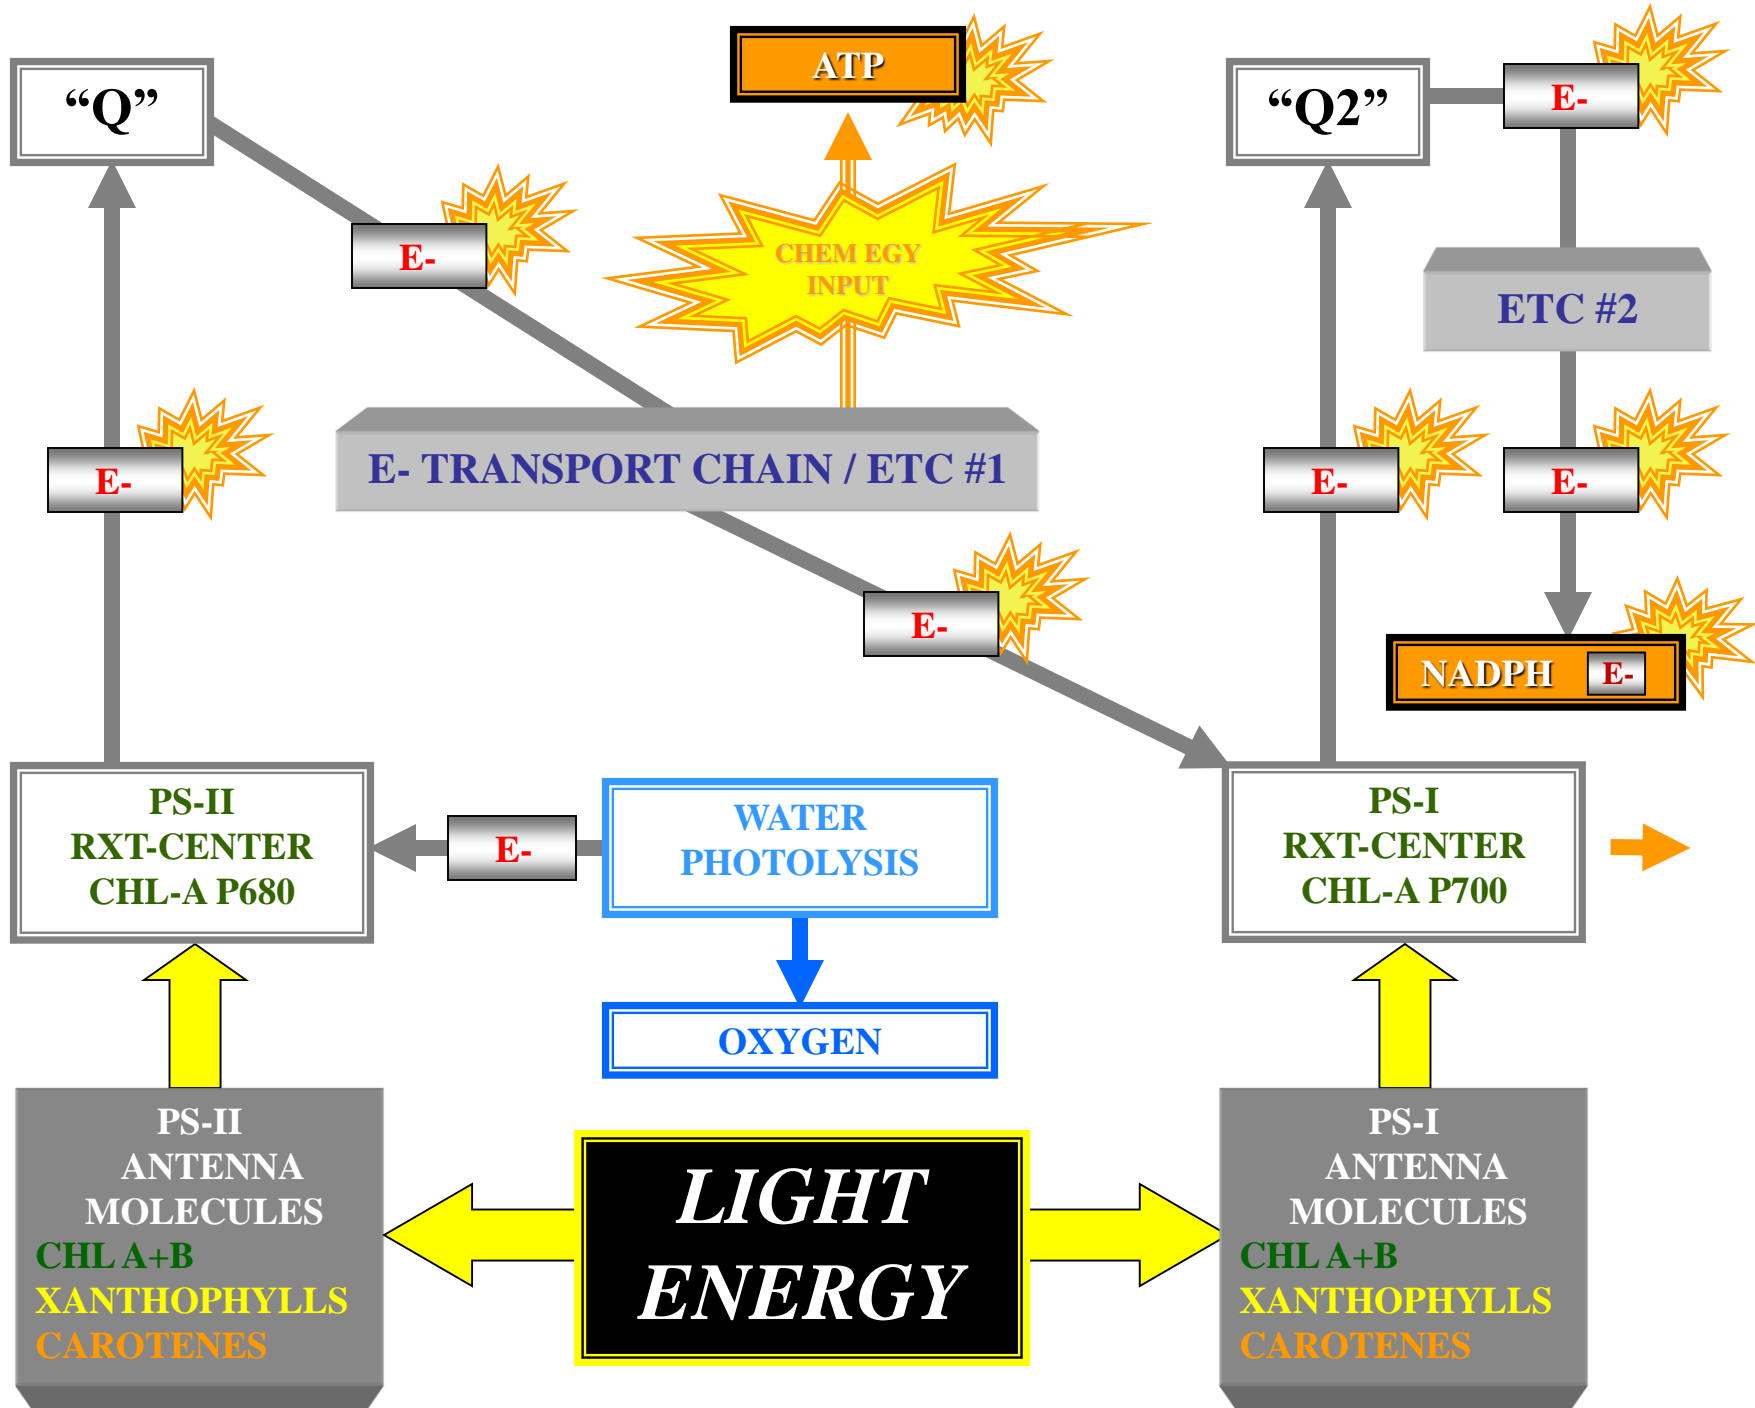 ATP
“Q”
“Q2”
E-
E-
CHEM EGY
INPUT
ETC #2
E- TRANSPORT CHAIN / ETC #1
E-
E-
E-
E-
NADPH E-
PS-II
RXT-CENTER
CHL-A P680
E-
WATER
PHOTOLYSIS
PS-I
RXT-CENTER
CHL-A P700
OXYGEN
PS-II
ANTENNA
MOLECULES
CHL A+B
XANTHOPHYLLS
CAROTENES
LIGHT
ENERGY
PS-I
ANTENNA
MOLECULES
CHL A+B
XANTHOPHYLLS
CAROTENES